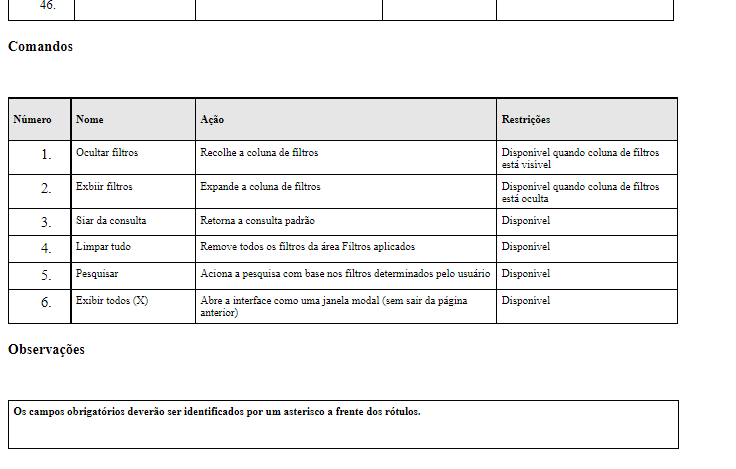 46.
Comandos
Número Nome Ação Restrições
1. Ocultar filtros Recolhe a coluna de filtros Disponível quando coluna de filtros
está visível
2. Exbiir filtros Expande a coluna de filtros Disponível quando coluna de filtros
está oculta
3. Siar da consulta Retorna a consulta padrão Disponível
4. Limpar tudo Remove todos os filtros da área Filtros aplicados Disponível
5. Pesquisar Aciona a pesquisa com base nos filtros determinados pelo usuário Disponível
6. Exibir todos (X) Abre a interface como uma janela modal (sem sair da página Disponível
anterior)
Observações
Os campos obrigatórios deverão ser identificados por um asterisco a frente dos rótulos.